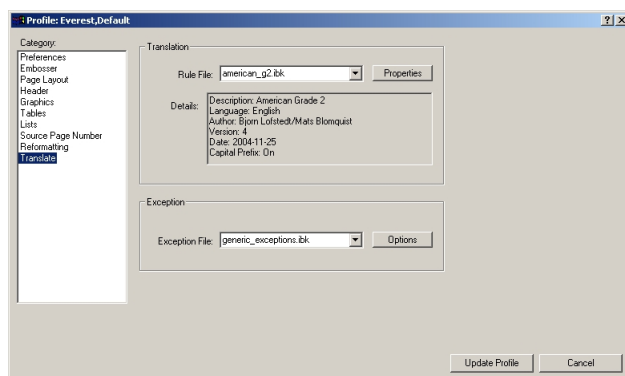 Profile: Everest,Default
Category:
Preferences
Embosser
Page Layout
Header
Graphics
Tables
Lists
Source Page Number
Reformatting
Translate
Translation
Rule File: american_g2.ibk Properties
Details: Description: American Grade 2
Language: English
Author: Bjorn Lofstedt/Mats Blomquist
Version: 4
Date: 2004-11-25
Capital Prefix: On
Exception
Exception File: generic_exceptions.ibk Options
Update Profile Cancel